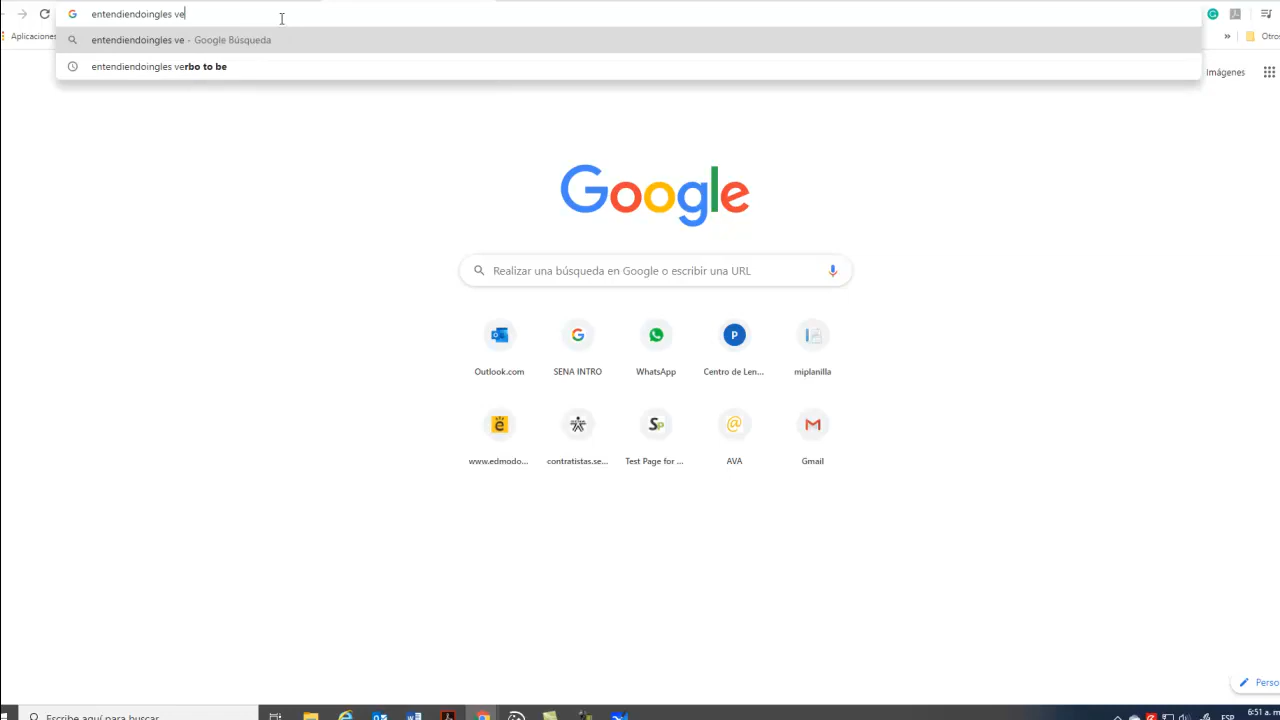 entendiendoingles ve
entendiendoingles ve - Google Búsqueda
entendiendoingles verbo to be
Aplicaciones
» Otros
Imágenes
Google
Realizar una búsqueda en Google o escribir una URL
Outlook.com SENA INTRO WhatsApp Centro de Len... miplanilla
www.edmodo... contratistas.se... Test Page for ... AVA Gmail
Perso
6:51 a. m
Escribe aquí para buscar
ESP